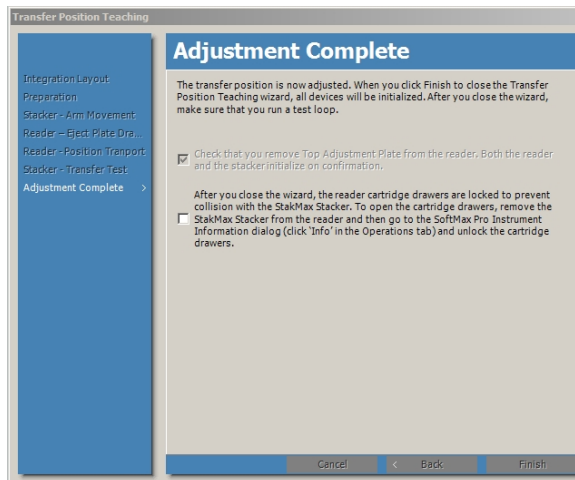 Transfer Position Teaching
Adjustment Complete
Integration Layout
Preparation
Stacker - Arm Movement
Reader – Eject Plate Dra...
Reader - Position Tranport
Stacker - Transfer Test
Adjustment Complete >
The transfer position is now adjusted. When you click Finish to close the Transfer
Position Teaching wizard, all devices will be initialized. After you close the wizard,
make sure that you run a test loop.
Check that you remove Top Adjustment Plate from the reader. Both the reader
and the stacker initialize on confirmation.
After you close the wizard, the reader cartridge drawers are locked to prevent
collision with the StakMax Stacker. To open the cartridge drawers, remove the
StakMax Stacker from the reader and then go to the SoftMax Pro Instrument
Information dialog (click ‘Info’ in the Operations tab) and unlock the cartridge
drawers.
Cancel
< Back
Finish